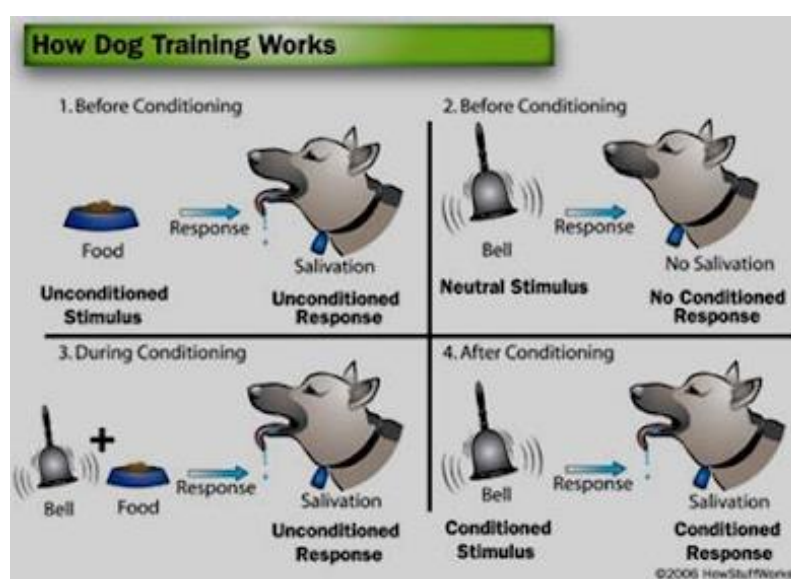 How Dog Training Works
1. Before Conditioning
Food
Response
Salivation
Unconditioned
Stimulus
Unconditioned
Response
2. Before Conditioning
Bell
Response
No Salivation
Neutral Stimulus
No Conditioned
Response
3. During Conditioning
+
Bell
Food
Response
Salivation
Unconditioned
Response
4. After Conditioning
Bell
Response
Salivation
Conditioned
Stimulus
Conditioned
Response
©2006 HowStuffWorks